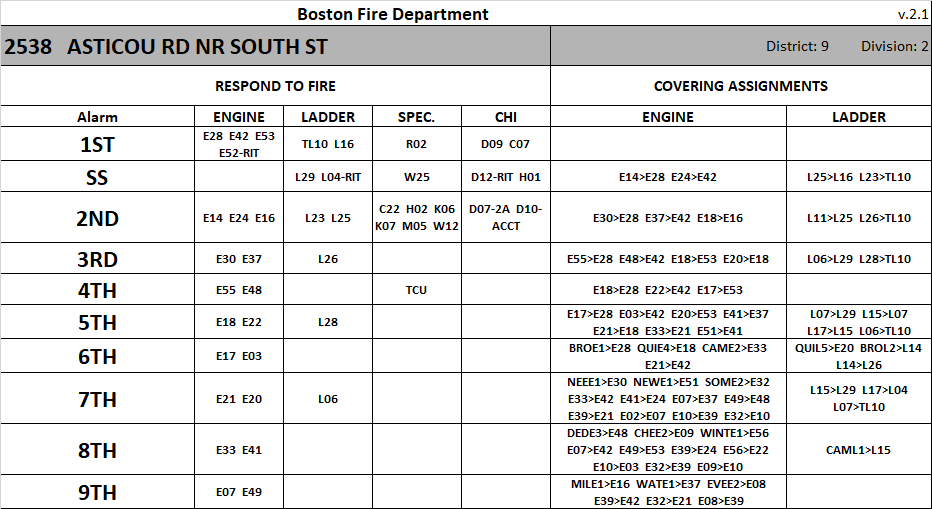 Boston Fire Department v.2.1
2538 ASTICOU RD NR SOUTH ST District: 9 Division: 2
RESPOND TO FIRE COVERING ASSIGNMENTS
Alarm ENGINE LADDER SPEC. CHI ENGINE LADDER
1ST
E28 E42 E53
E52-RIT
TL10 L16
R02
D09 C07
SS
L29 L04-RIT
W25
D12-RIT H01
E14>E28 E24>E42
L25>L16 L23>TL10
2ND
E14 E24 E16
L23 L25
C22 H02 K06
K07 M05 W12
D07-2A D10-
ACCT
E30>E28 E37>E42 E18>E16
L11>L25 L26>TL10
3RD
E30 E37
L26
E55>E28 E48>E42 E18>E53 E20>E18
L06>L29 L28>TL10
4TH
E55 E48
TCU
E18>E28 E22>E42 E17>E53
5TH
E18 E22
L28
E17>E28 E03>E42 E20>E53 E41>E37
E21>E18 E33>E21 E51>E41
L07>L29 L15>L07
L17>L15 L06>TL10
6TH
E17 E03
BROE1>E28 QUIE4>E18 CAME2>E33
E21>E42
QUIL5>E20 BROL2>L14
L14>L26
7TH
E21 E20
L06
NEEE1>E30 NEWE1>E51 SOME2>E32
E33>E42 E41>E24 E07>E37 E49>E48
E39>E21 E02>E07 E10>E39 E32>E10
L15>L29 L17>L04
L07>TL10
8TH
E33 E41
DEDE3>E48 CHEE2>E09 WINTE1>E56
E07>E42 E49>E53 E39>E24 E56>E22
E10>E03 E32>E39 E09>E10
CAML1>L15
9TH
E07 E49
MILE1>E16 WATE1>E37 EVEE2>E08
E39>E42 E32>E21 E08>E39